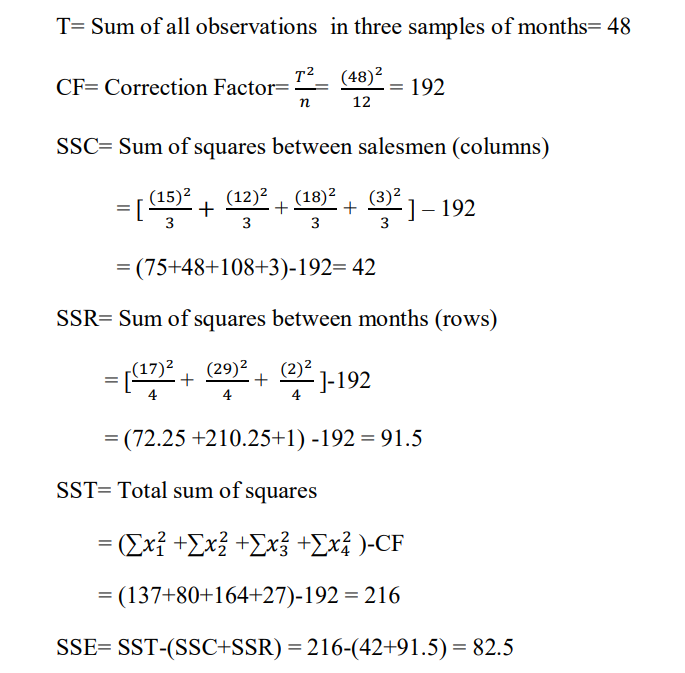 T= Sum of all observations in three samples of months= 48
CF= Correction Factor= T²/n = (48)²/12 = 192
SSC= Sum of squares between salesmen (columns)
= [ (15)²/3 + (12)²/3 + (18)²/3 + (3)²/3 ] – 192
= (75+48+108+3)-192= 42
SSR= Sum of squares between months (rows)
= [(17)²/4 + (29)²/4 + (2)²/4 ]-192
= (72.25 +210.25+1) -192 = 91.5
SST= Total sum of squares
= (∑x₁² +∑x₂² +∑x₃² +∑x₄² )-CF
= (137+80+164+27)-192 = 216
SSE= SST-(SSC+SSR) = 216-(42+91.5) = 82.5